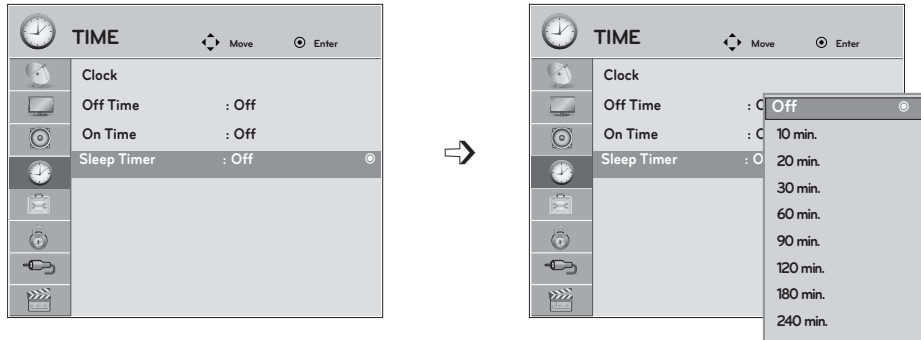 TIME Move Enter
Clock
Off Time : Off
On Time : Off
Sleep Timer : Off
TIME Move Enter
Clock
Off Time : O
On Time : O
Sleep Timer : O
Off
10 min.
20 min.
30 min.
60 min.
90 min.
120 min.
180 min.
240 min.